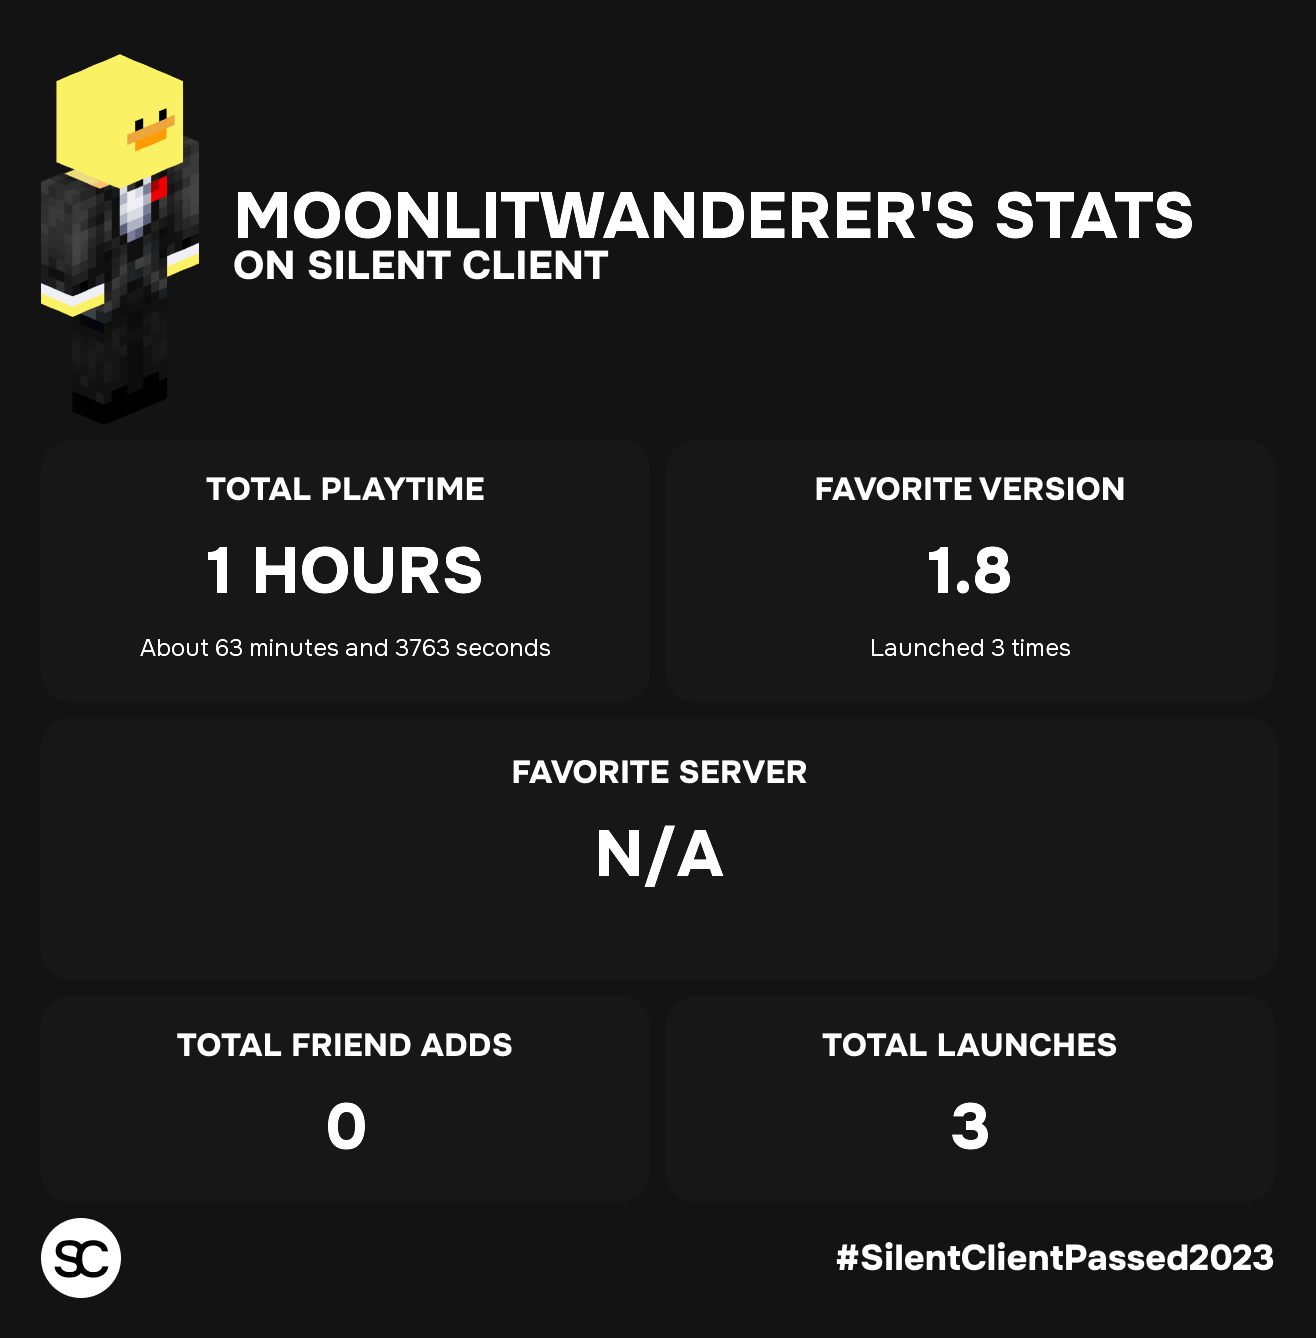 MOONLITWANDERER'S STATS
ON SILENT CLIENT
TOTAL PLAYTIME
1 HOURS
About 63 minutes and 3763 seconds
FAVORITE VERSION
1.8
Launched 3 times
FAVORITE SERVER
N/A
TOTAL FRIEND ADDS
0
TOTAL LAUNCHES
3
SC
#SilentClientPassed2023